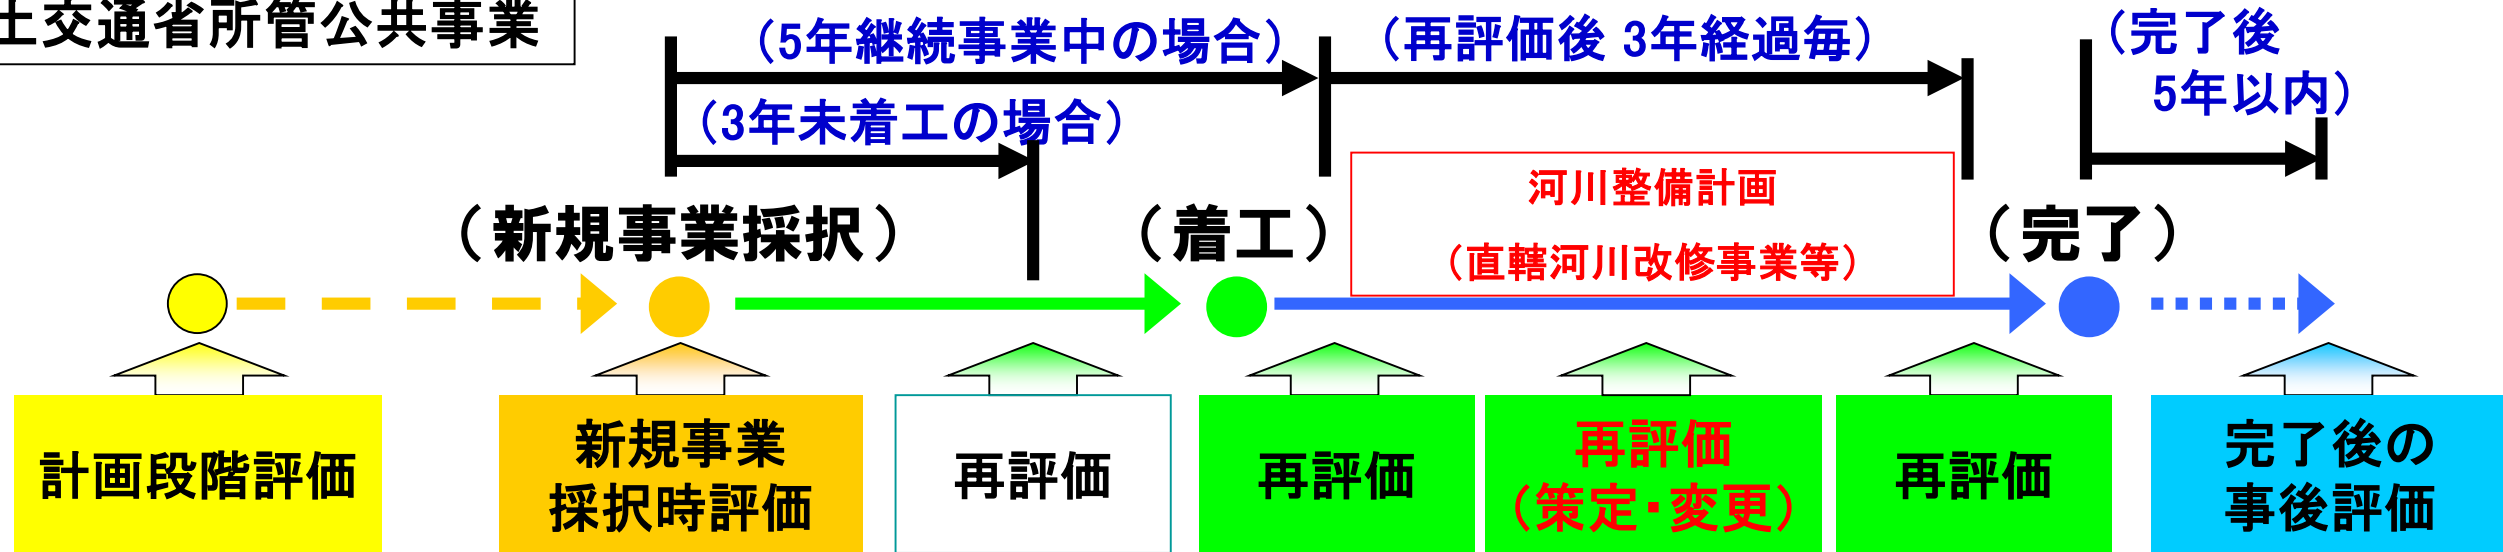 土交通省所管公共事業
（5年継続事業中の場合）
（再評価後 3年経過毎）
（完了後
5年以内）
（3年未着工の場合）
河川整備計画
（直轄河川改修事業等）
（新規事業採択）
（着工）
（完了）
計画段階評価
新規事業
採択時評価
再評価
再評価
再評価
（策定・変更）
再評価
完了後の
事後評価